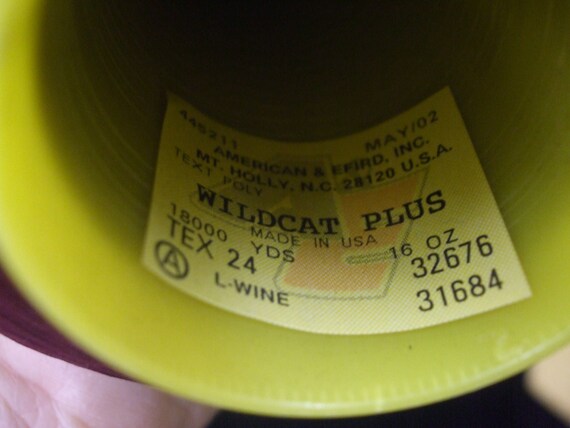 445211 MAY/02
AMERICAN & EFIRD, INC.
MT. HOLLY, N.C. 28120 U.S.A.
TEXT POLY
WILDCAT PLUS
MADE IN USA
18000 YDS 16 OZ
TEX 24 32676
A L-WINE 31684